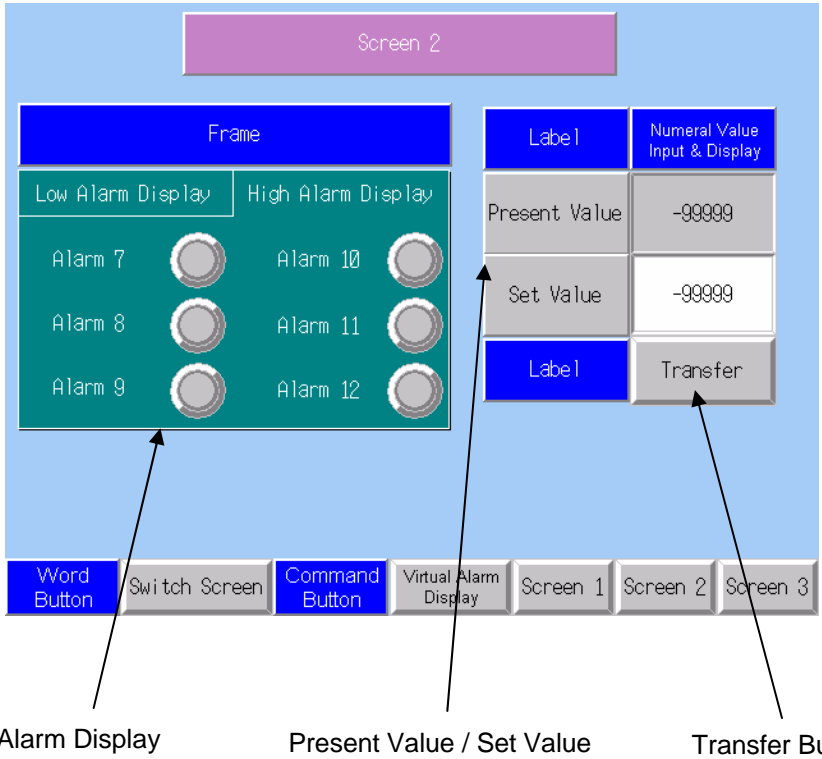 Screen 2
Frame
Low Alarm Display
High Alarm Display
Alarm 7
Alarm 10
Alarm 8
Alarm 11
Alarm 9
Alarm 12
Label
Numeral Value
Input & Display
Present Value
-99999
Set Value
-99999
Label
Transfer
Word
Button
Switch Screen
Command
Button
Virtual Alarm
Display
Screen 1
Screen 2
Screen 3
Alarm Display
Present Value / Set Value
Transfer